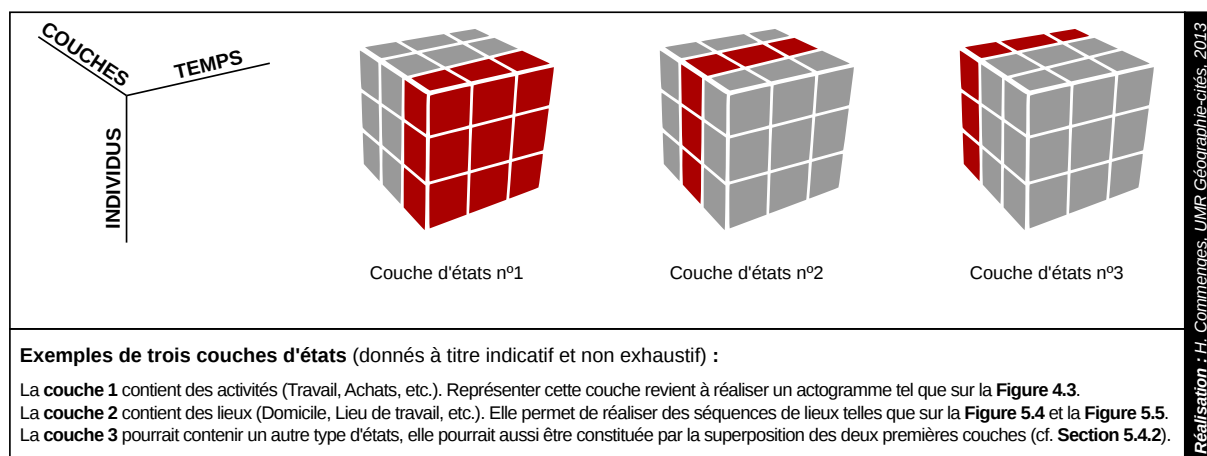 COUCHES
TEMPS
INDIVIDUS
Couche d'états nº1
Couche d'états nº2
Couche d'états nº3
Exemples de trois couches d'états (donnés à titre indicatif et non exhaustif) :
La couche 1 contient des activités (Travail, Achats, etc.). Représenter cette couche revient à réaliser un actogramme tel que sur la Figure 4.3.
La couche 2 contient des lieux (Domicile, Lieu de travail, etc.). Elle permet de réaliser des séquences de lieux telles que sur la Figure 5.4 et la Figure 5.5.
La couche 3 pourrait contenir un autre type d'états, elle pourrait aussi être constituée par la superposition des deux premières couches (cf. Section 5.4.2).
Réalisation : H. Commenges, UMR Géographie-cités, 2013